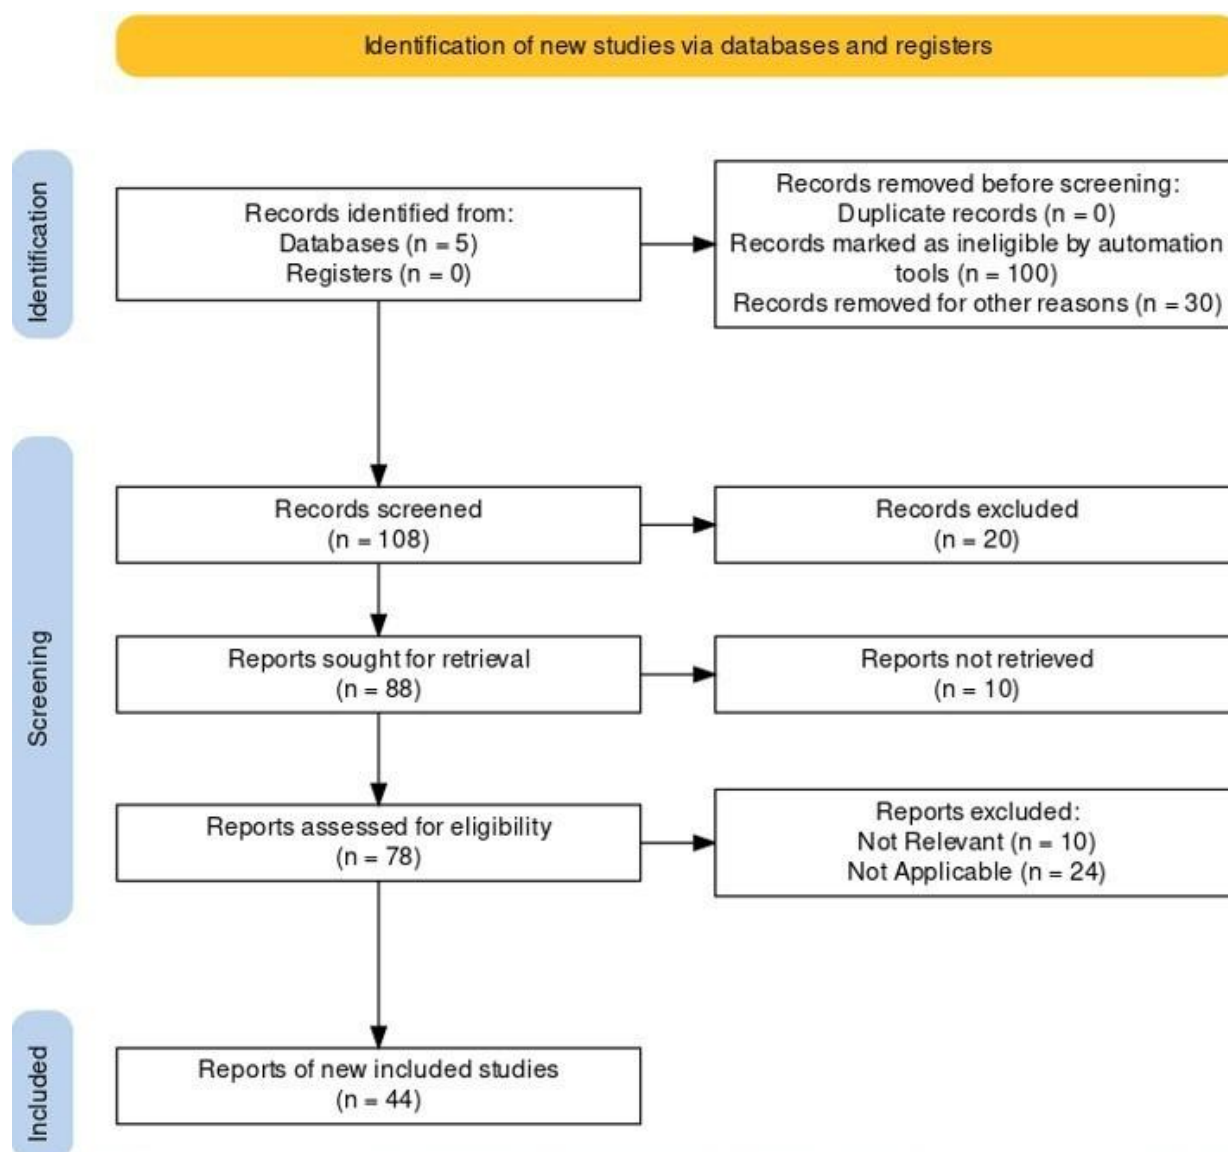 Identification of new studies via databases and registers
Identification
Records identified from:
Databases (n = 5)
Registers (n = 0)
Records removed before screening:
Duplicate records (n = 0)
Records marked as ineligible by automation
tools (n = 100)
Records removed for other reasons (n = 30)
Screening
Records screened
(n = 108)
Records excluded
(n = 20)
Reports sought for retrieval
(n = 88)
Reports not retrieved
(n = 10)
Reports assessed for eligibility
(n = 78)
Reports excluded:
Not Relevant (n = 10)
Not Applicable (n = 24)
Included
Reports of new included studies
(n = 44)